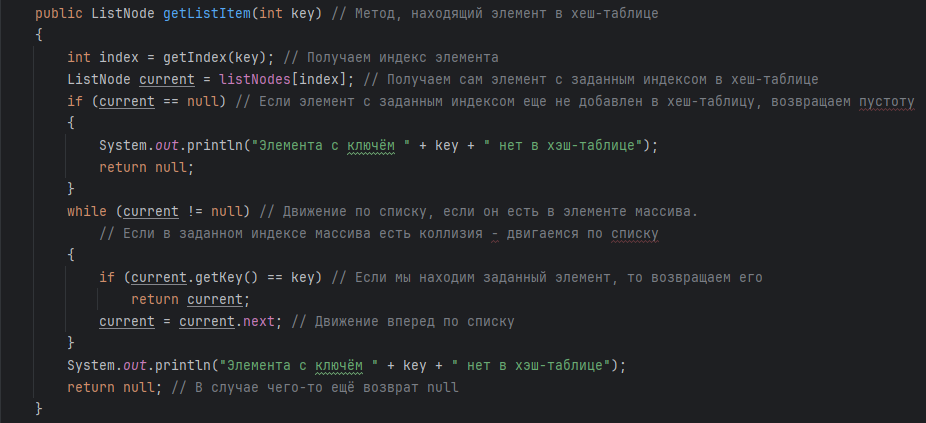 public ListNode getListItem(int key) // Метод, находящий элемент в хеш-таблице
{
int index = getIndex(key); // Получаем индекс элемента
ListNode current = listNodes[index]; // Получаем сам элемент с заданным индексом в хеш-таблице
if (current == null) // Если элемент с заданным индексом еще не добавлен в хеш-таблицу, возвращаем пустоту
{
System.out.println("Элемента с ключём " + key + " нет в хэш-таблице");
return null;
}
while (current != null) // Движение по списку, если он есть в элементе массива.
// Если в заданном индексе массива есть коллизия - двигаемся по списку
{
if (current.getKey() == key) // Если мы находим заданный элемент, то возвращаем его
return current;
current = current.next; // Движение вперед по списку
}
System.out.println("Элемента с ключём " + key + " нет в хэш-таблице");
return null; // В случае чего-то ещё возврат null
}